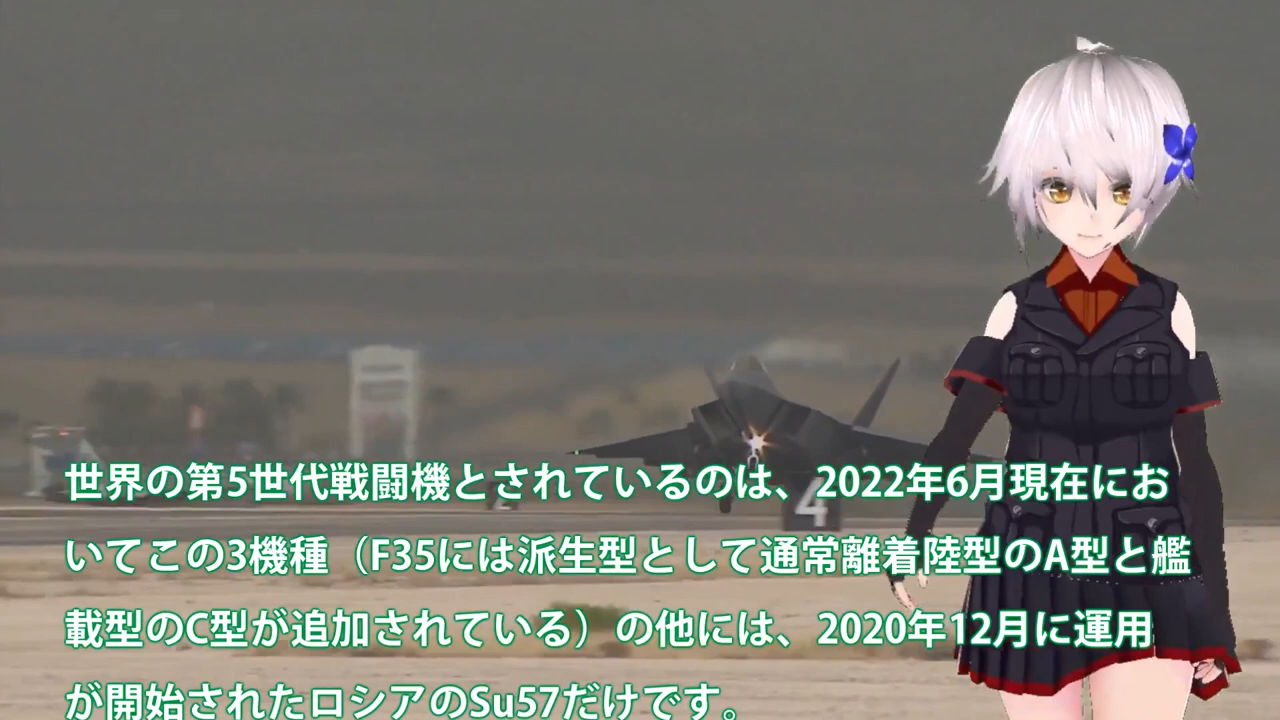 世界の第5世代戦闘機とされているのは、2022年6月現在にお
いてこの3機種（F35には派生型として通常離着陸型のA型と艦
載型のC型が追加されている）の他には、2020年12月に運用
が開始されたロシアのSu57だけです。
4